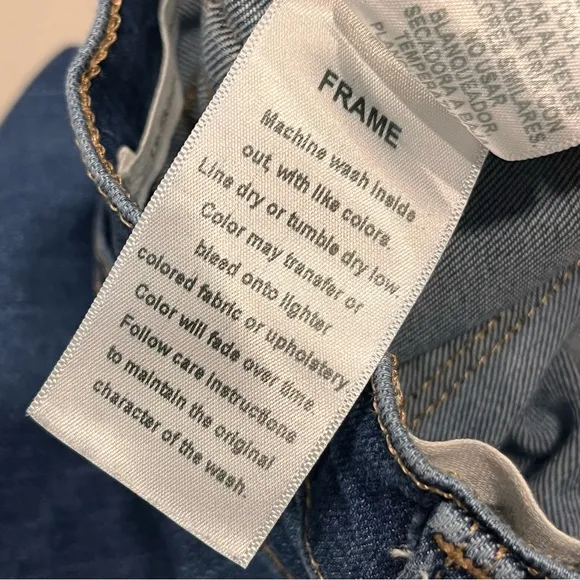 FRAME
Machine wash inside
out, with like colors.
Line dry or tumble dry low.
Color may transfer or
bleed onto lighter
colored fabric or upholstery
Color will fade over time.
Follow care instructions
to maintain the original
character of the wash.
NO USAR
BLANQUEADOR
SECADORA A